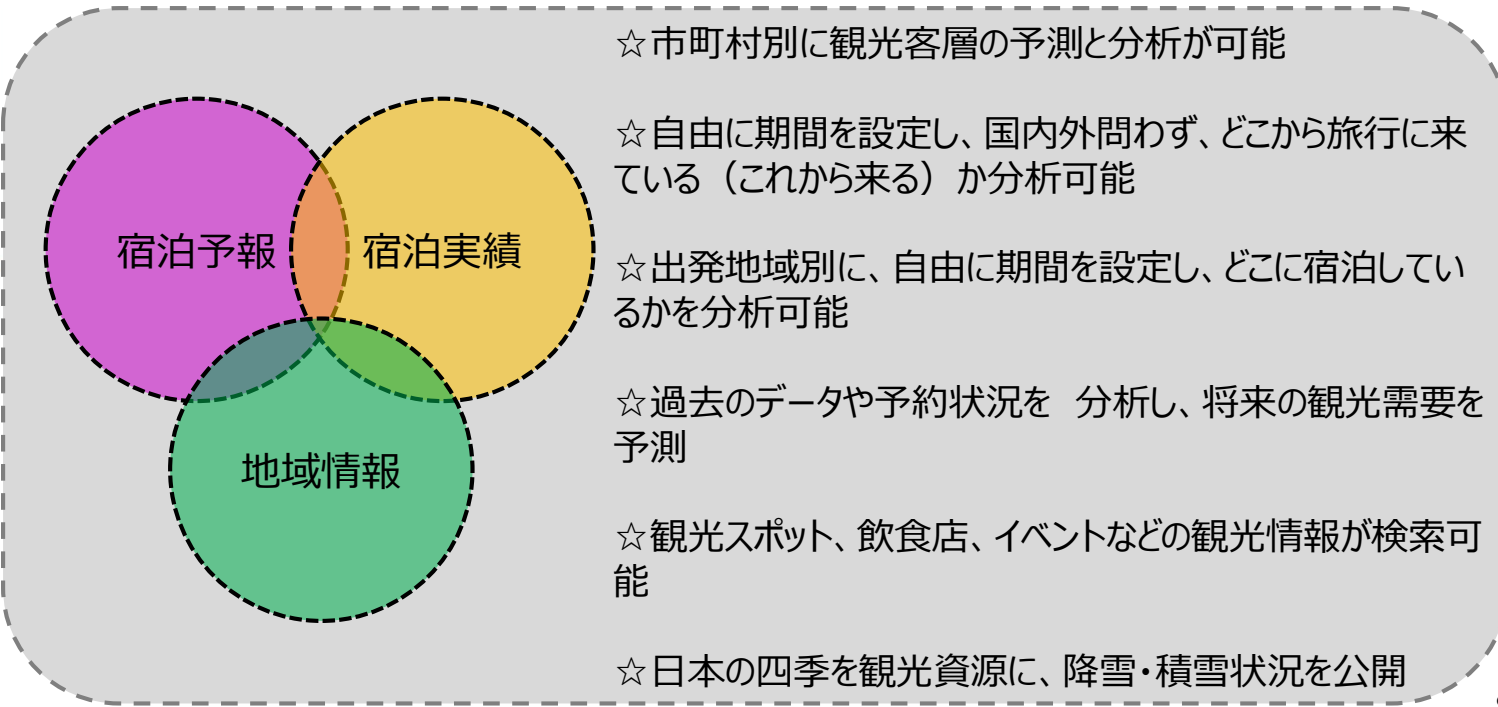 宿泊予報
宿泊実績
地域情報
☆市町村別に観光客層の予測と分析が可能
☆自由に期間を設定し、国内外問わず、どこから旅行に来
ている（これから来る）か分析可能
☆出発地域別に、自由に期間を設定し、どこに宿泊してい
るかを分析可能
☆過去のデータや予約状況を　分析し、将来の観光需要を
予測
☆観光スポット、飲食店、イベントなどの観光情報が検索可
能
☆日本の四季を観光資源に、降雪・積雪状況を公開